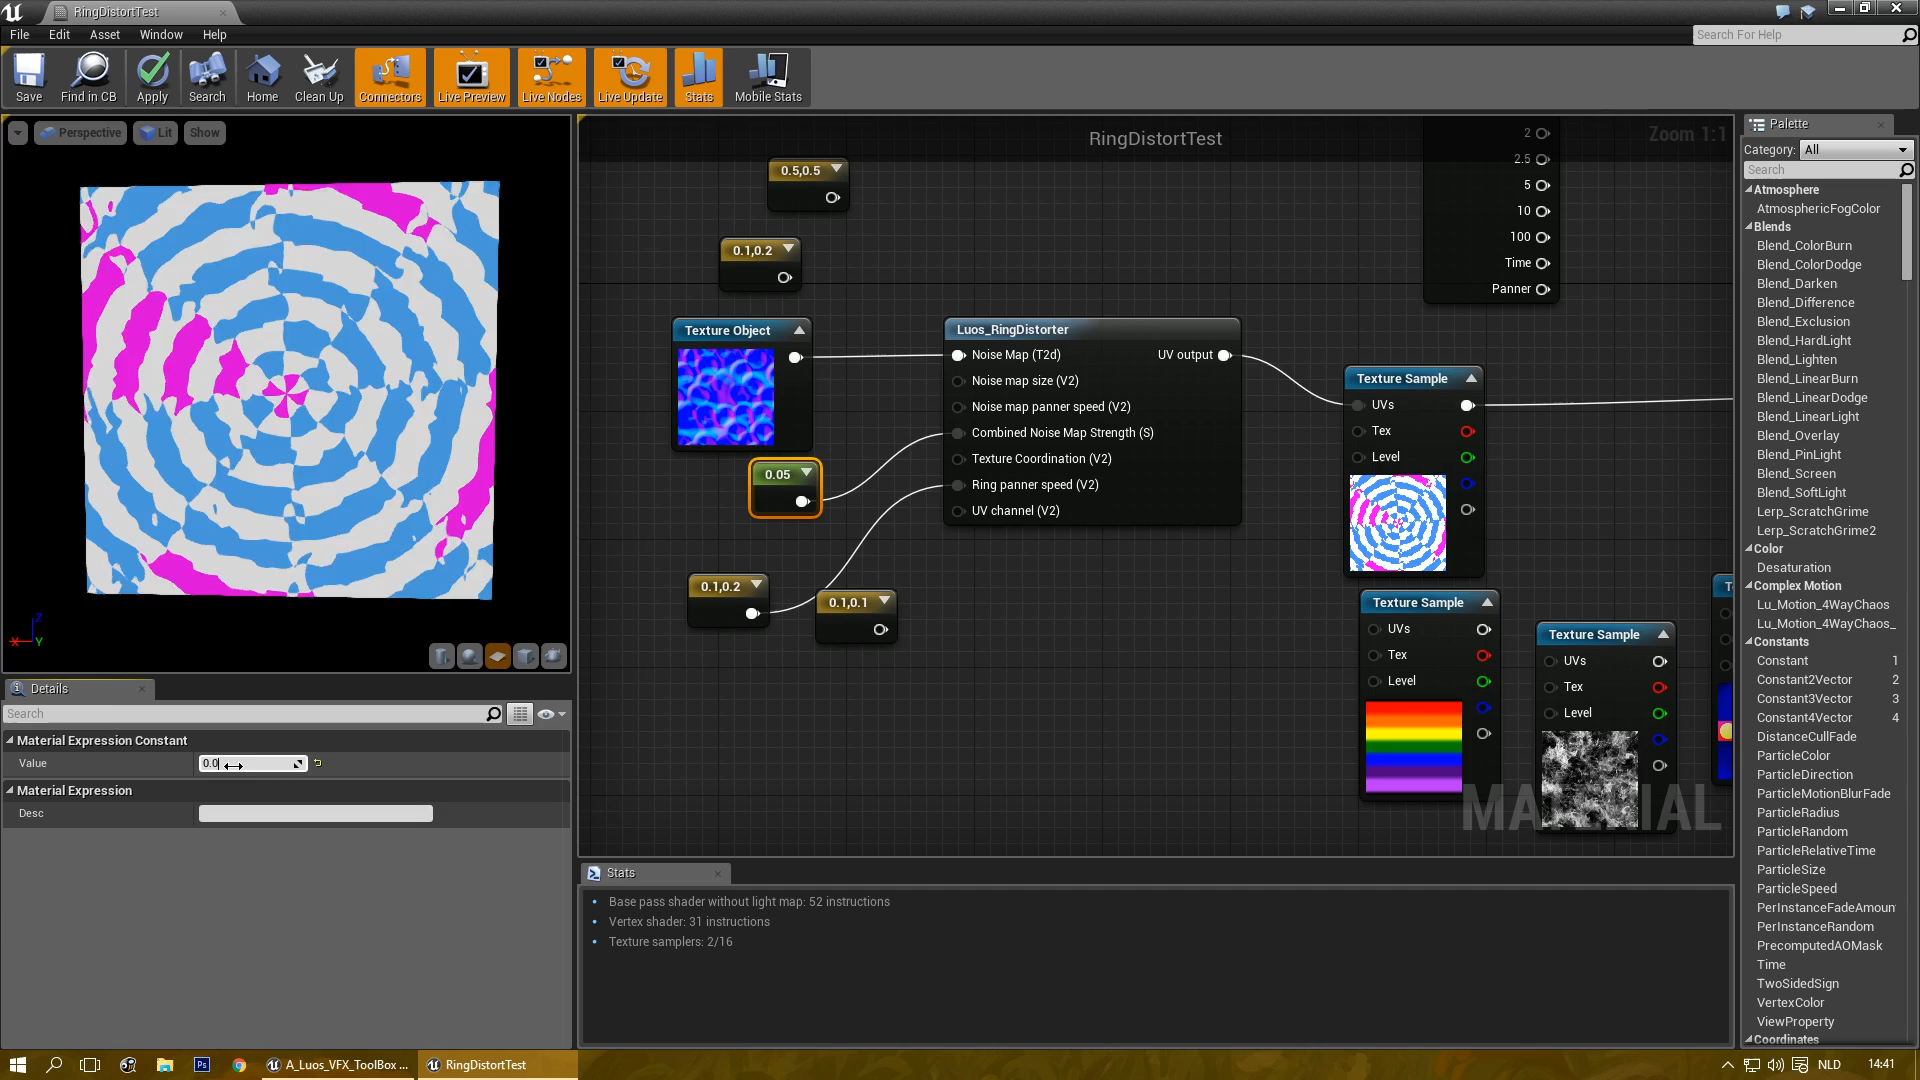 RingDistortTest
File Edit Asset Window Help
Search For Help
Save Find in CB Apply Search Home Clean Up Connectors Live Preview Live Nodes Live Update Stats Mobile Stats
Perspective Lit Show
RingDistortTest
Zoom 1:1
0.5,0.5
0.1,0.2
Texture Object
0.05
0.1,0.2
0.1,0.1
Luos_RingDistorter
Noise Map (T2d) UV output
Noise map size (V2)
Noise map panner speed (V2)
Combined Noise Map Strength (S)
Texture Coordination (V2)
Ring panner speed (V2)
UV channel (V2)
2
2.5
5
10
100
Time
Panner
Texture Sample
UVs
Tex
Level
Texture Sample
UVs
Tex
Level
Texture Sample
UVs
Tex
Level
MATERIAL
Z
X Y
Details
Search
Material Expression Constant
Value 0.0
Material Expression
Desc
Stats
Base pass shader without light map: 52 instructions
Vertex shader: 31 instructions
Texture samplers: 2/16
Palette
Category: All
Search
Atmosphere
AtmosphericFogColor
Blends
Blend_ColorBurn
Blend_ColorDodge
Blend_Darken
Blend_Difference
Blend_Exclusion
Blend_HardLight
Blend_Lighten
Blend_LinearBurn
Blend_LinearDodge
Blend_LinearLight
Blend_Overlay
Blend_PinLight
Blend_Screen
Blend_SoftLight
Lerp_ScratchGrime
Lerp_ScratchGrime2
Color
Desaturation
Complex Motion
Lu_Motion_4WayChaos
Lu_Motion_4WayChaos_
Constants
Constant 1
Constant2Vector 2
Constant3Vector 3
Constant4Vector 4
DistanceCullFade
ParticleColor
ParticleDirection
ParticleMotionBlurFade
ParticleRadius
ParticleRandom
ParticleRelativeTime
ParticleSize
ParticleSpeed
PerInstanceFadeAmoun
PerInstanceRandom
PrecomputedAOMask
Time
TwoSidedSign
VertexColor
ViewProperty
Coordinates
Ps
A_Luos_VFX_ToolBox ...
RingDistortTest
NLD 14:41